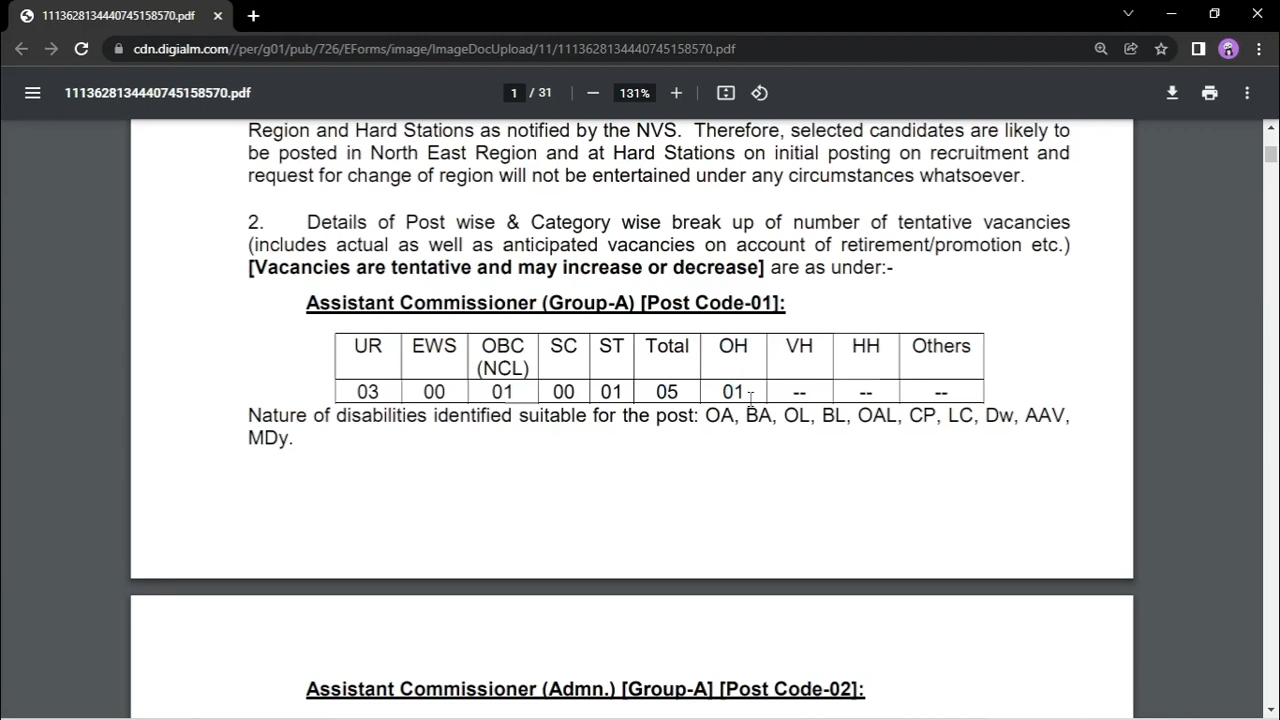 1113628134440745158570.pdf
cdn.digialm.com//per/g01/pub/726/EForms/image/ImageDocUpload/11/1113628134440745158570.pdf
1113628134440745158570.pdf 1 / 31 131%
Region and Hard Stations as notified by the NVS. Therefore, selected candidates are likely to
be posted in North East Region and at Hard Stations on initial posting on recruitment and
request for change of region will not be entertained under any circumstances whatsoever.
2. Details of Post wise & Category wise break up of number of tentative vacancies
(includes actual as well as anticipated vacancies on account of retirement/promotion etc.)
[Vacancies are tentative and may increase or decrease] are as under:-
Assistant Commissioner (Group-A) [Post Code-01]:
UR EWS OBC SC ST Total OH VH HH Others
(NCL)
03 00 01 00 01 05 01 -- -- --
Nature of disabilities identified suitable for the post: OA, BA, OL, BL, OAL, CP, LC, Dw, AAV,
MDy.
Assistant Commissioner (Admn.) [Group-A] [Post Code-02]: